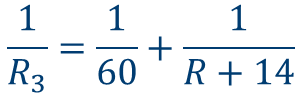 1/R₃ = 1/60 + 1/(R + 14)